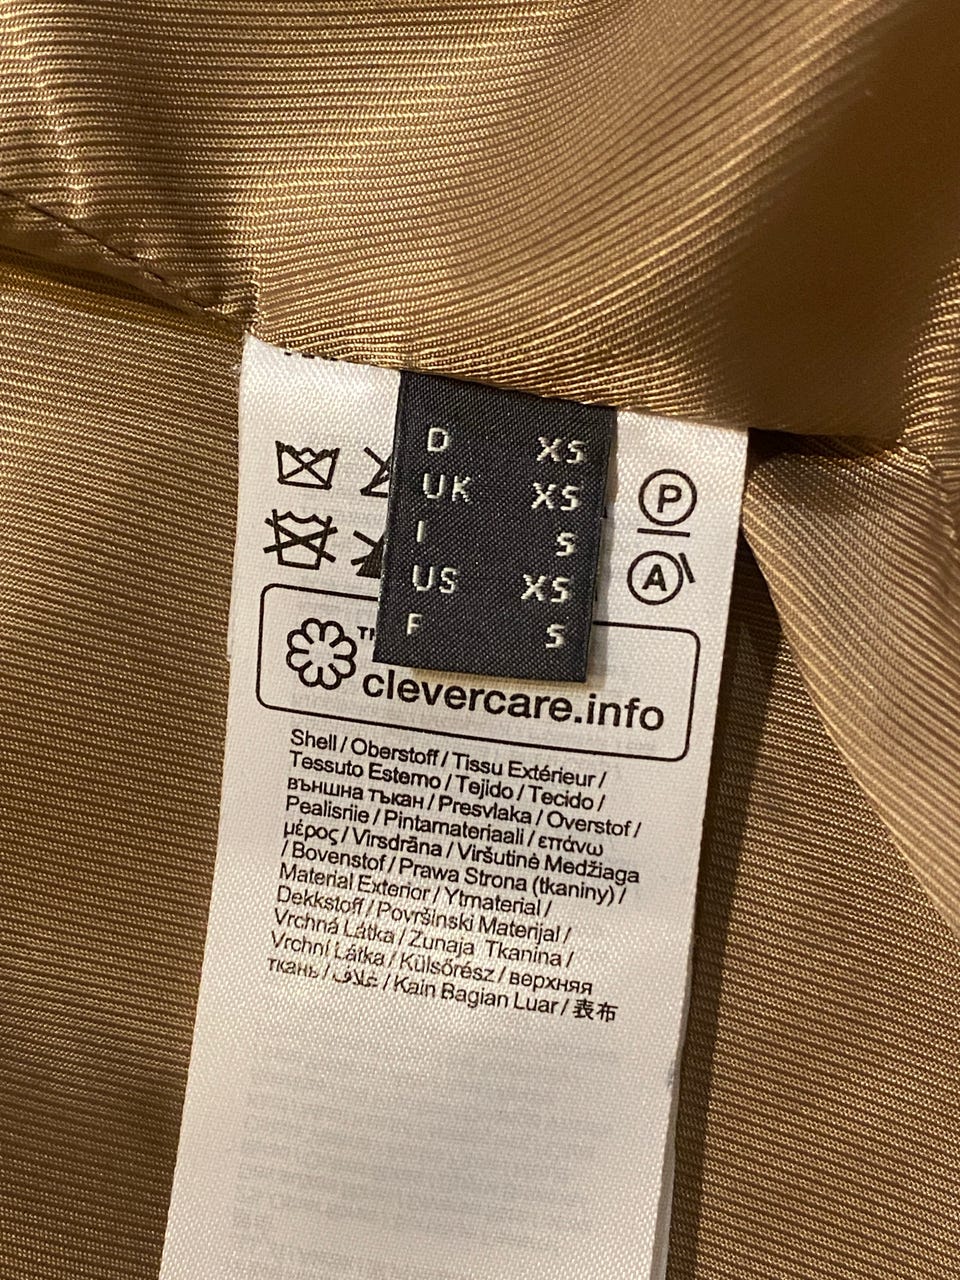 D XS
UK XS
I S
US XS
F S
P
A
clevercare.info
Shell / Oberstoff / Tissu Extérieur /
Tessuto Esterno / Tejido / Tecido /
външна тъкан / Presvlaka / Overstof /
Pealisriie / Pintamateriaali / επάνω
μέρος / Virsdrāna / Viršutinė Medžiaga
/ Bovenstof / Prawa Strona (tkaniny) /
Material Exterior / Ytmaterial /
Dekkstoff / Površinski Materijal /
Vrchná Látka / Zunaja Tkanina /
Vrchní Látka / Külsőrész / верхняя
ткань / غلاف / Kain Bagian Luar / 表布